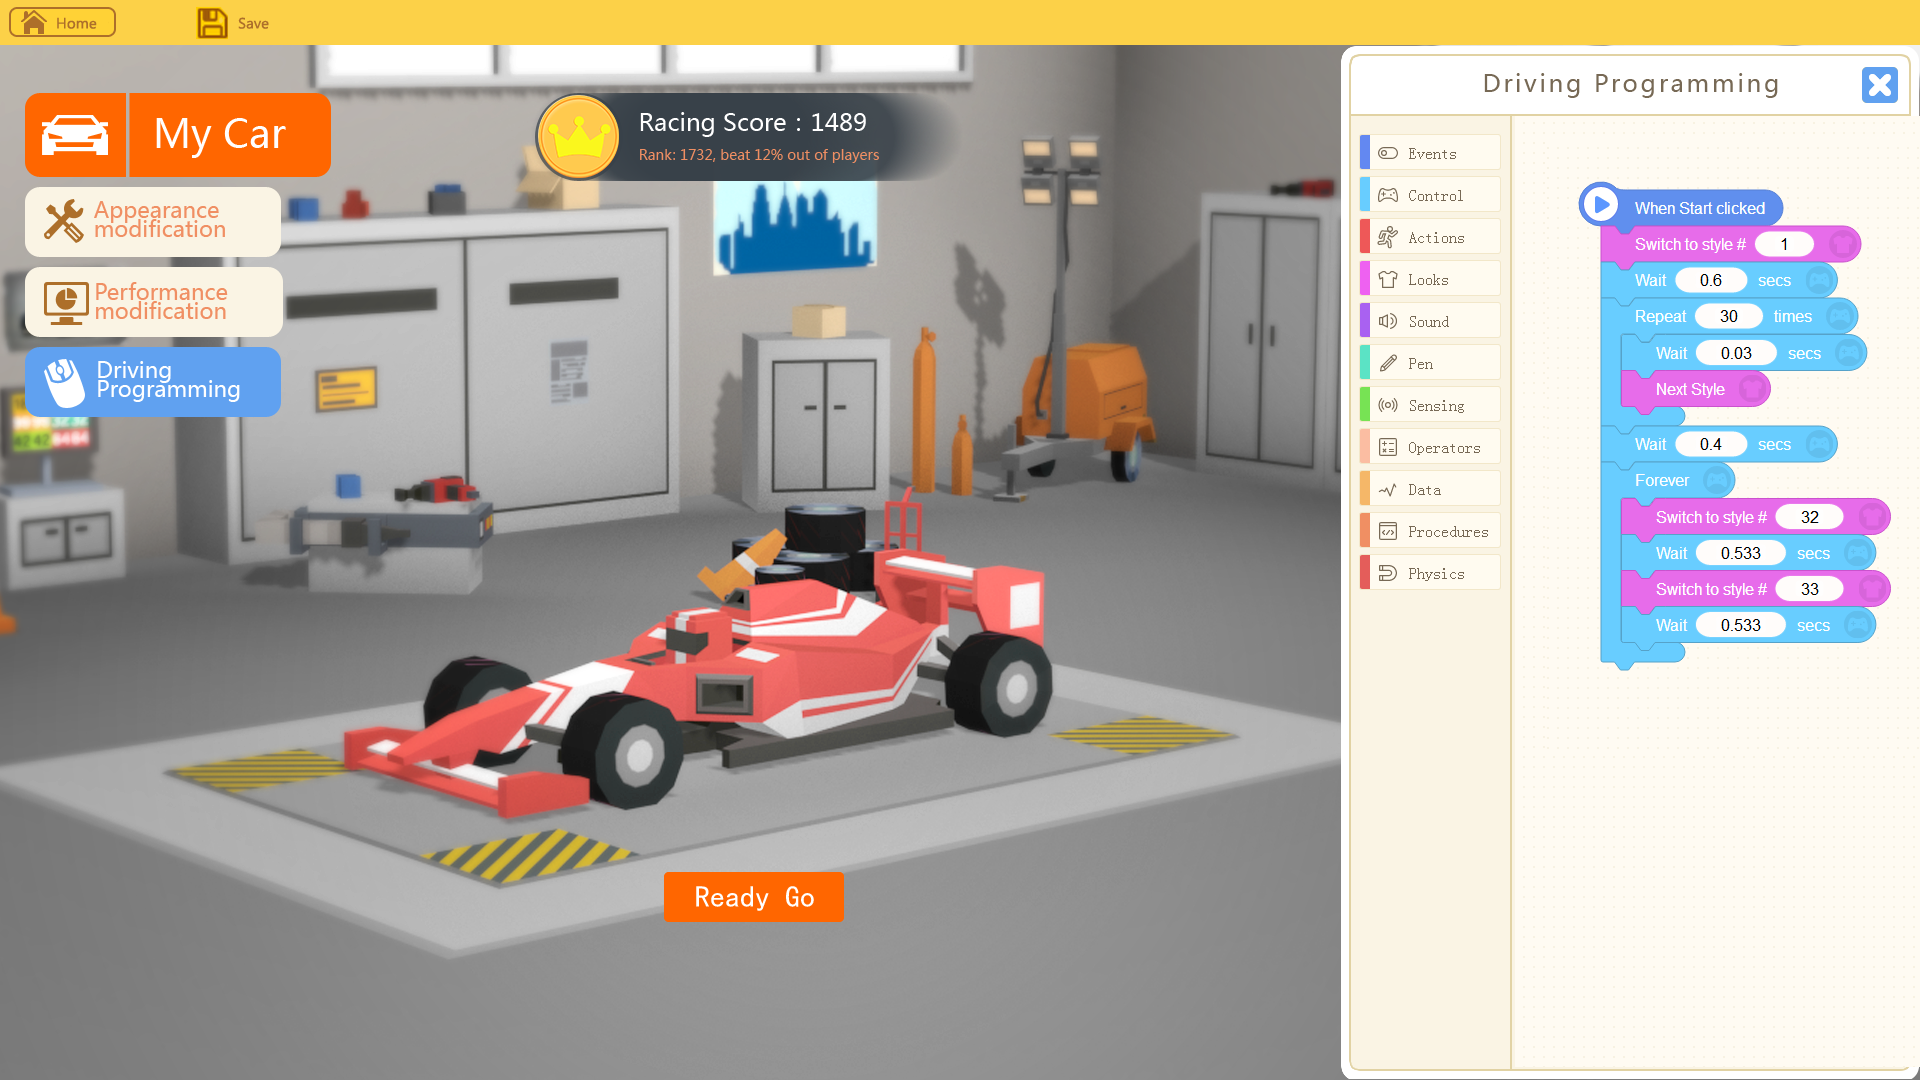 Home
Save
My Car
Racing Score : 1489
Rank: 1732, beat 12% out of players
Appearance
modification
Performance
modification
Driving
Programming
Ready Go
Driving Programming
Events
Control
Actions
Looks
Sound
Pen
Sensing
Operators
Data
Procedures
Physics
When Start clicked
Switch to style # 1
Wait 0.6 secs
Repeat 30 times
Wait 0.03 secs
Next Style
Wait 0.4 secs
Forever
Switch to style # 32
Wait 0.533 secs
Switch to style # 33
Wait 0.533 secs